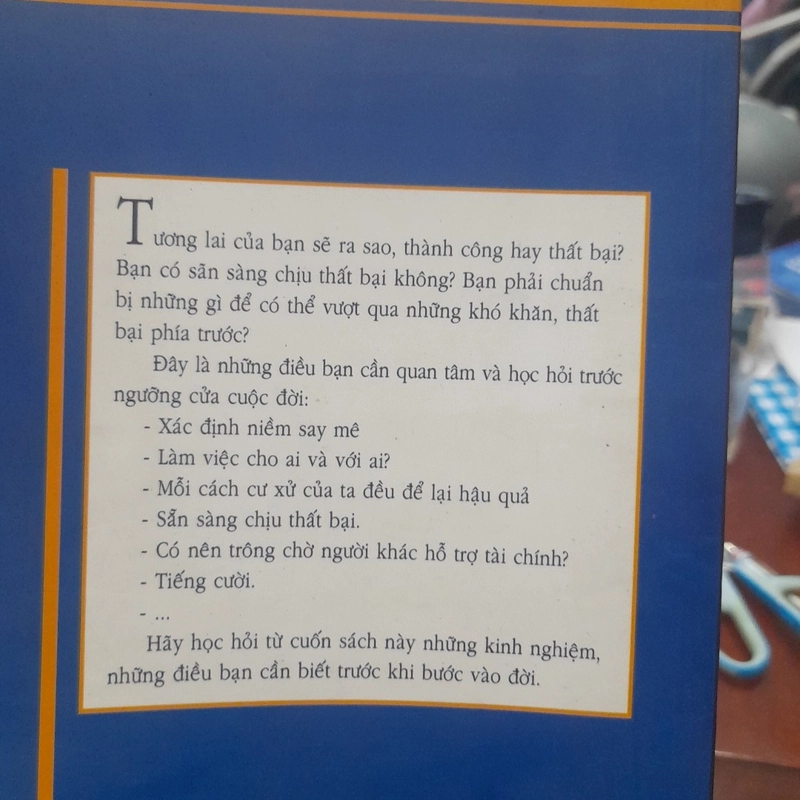 Tương lai của bạn sẽ ra sao, thành công hay thất bại?
Bạn có sẵn sàng chịu thất bại không? Bạn phải chuẩn
bị những gì để có thể vượt qua những khó khăn, thất
bại phía trước?
Đây là những điều bạn cần quan tâm và học hỏi trước
ngưỡng cửa cuộc đời:
- Xác định niềm say mê
- Làm việc cho ai và với ai?
- Mỗi cách cư xử của ta đều để lại hậu quả
- Sẵn sàng chịu thất bại.
- Có nên trông chờ người khác hỗ trợ tài chính?
- Tiếng cười.
- ...
Hãy học hỏi từ cuốn sách này những kinh nghiệm,
những điều bạn cần biết trước khi bước vào đời.